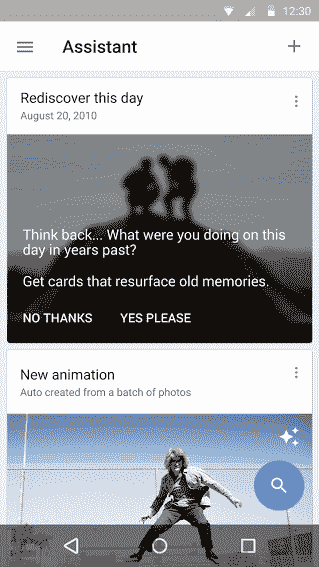 12:30
Assistant
Rediscover this day
August 20, 2010
Think back... What were you doing on this
day in years past?
Get cards that resurface old memories.
NO THANKS YES PLEASE
New animation
Auto created from a batch of photos